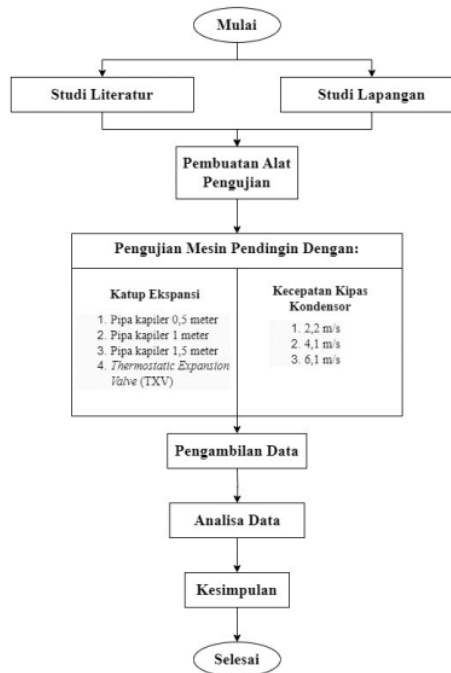 Mulai
Studi Literatur
Studi Lapangan
Pembuatan Alat
Pengujian
Pengujian Mesin Pendingin Dengan:
Katup Ekspansi
1. Pipa kapiler 0,5 meter
2. Pipa kapiler 1 meter
3. Pipa kapiler 1,5 meter
4. Thermostatic Expansion
Valve (TXV)
Kecepatan Kipas
Kondensor
1. 2,2 m/s
2. 4,1 m/s
3. 6,1 m/s
Pengambilan Data
Analisa Data
Kesimpulan
Selesai